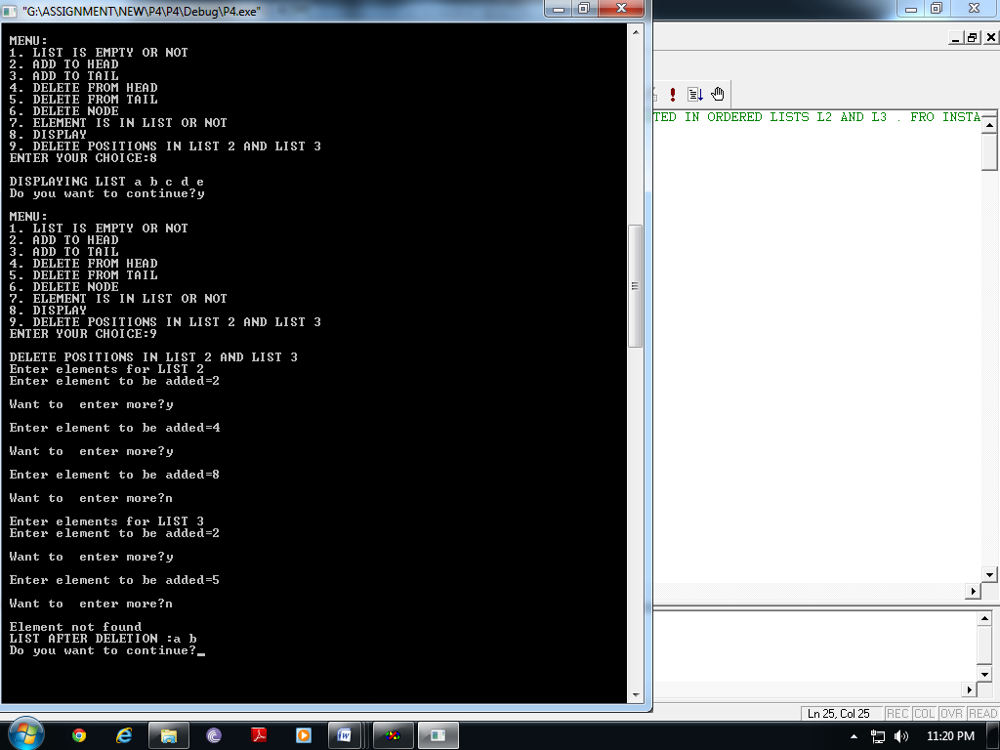 "G:\ASSIGNMENT\NEW\P4\P4\Debug\P4.exe"
MENU:
1. LIST IS EMPTY OR NOT
2. ADD TO HEAD
3. ADD TO TAIL
4. DELETE FROM HEAD
5. DELETE FROM TAIL
6. DELETE NODE
7. ELEMENT IS IN LIST OR NOT
8. DISPLAY
9. DELETE POSITIONS IN LIST 2 AND LIST 3
ENTER YOUR CHOICE:8
DISPLAYING LIST a b c d e
Do you want to continue?y
MENU:
1. LIST IS EMPTY OR NOT
2. ADD TO HEAD
3. ADD TO TAIL
4. DELETE FROM HEAD
5. DELETE FROM TAIL
6. DELETE NODE
7. ELEMENT IS IN LIST OR NOT
8. DISPLAY
9. DELETE POSITIONS IN LIST 2 AND LIST 3
ENTER YOUR CHOICE:9
DELETE POSITIONS IN LIST 2 AND LIST 3
Enter elements for LIST 2
Enter element to be added=2
Want to  enter more?y
Enter element to be added=4
Want to  enter more?y
Enter element to be added=8
Want to  enter more?n
Enter elements for LIST 3
Enter element to be added=2
Want to  enter more?y
Enter element to be added=5
Want to  enter more?n
Element not found
LIST AFTER DELETION :a b
Do you want to continue?_
TED IN ORDERED LISTS L2 AND L3 . FRO INSTA
Ln 25, Col 25
REC COL OVR READ
11:20 PM